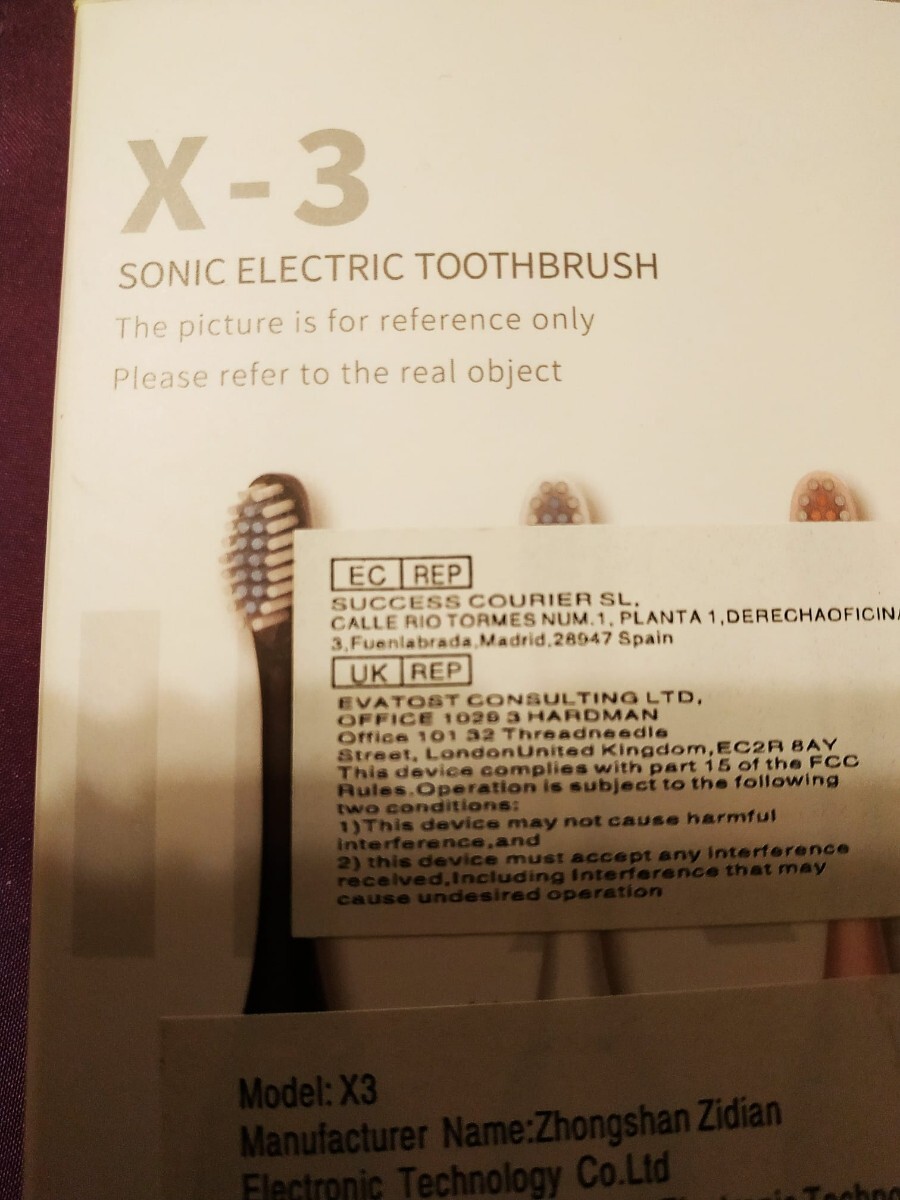 X-3
SONIC ELECTRIC TOOTHBRUSH
The picture is for reference only
Please refer to the real object
EC REP
SUCCESS COURIER SL,
CALLE RIO TORMES NUM.1, PLANTA 1,DERECHAOFICINA
3,Fuenlabrada,Madrid,28947 Spain
UK REP
EVATOST CONSULTING LTD,
OFFICE 1029 3 HARDMAN
Office 101 32 Threadneedle
Street, LondonUnited Kingdom,EC2R 8AY
This device complies with part 15 of the FCC
Rules.Operation is subject to the following
two conditions:
1)This device may not cause harmful
interference,and
2) this device must accept any interference
received,Including Interference that may
cause undesired operation
Model: X3
Manufacturer Name:Zhongshan Zidian
Electronic Technology Co.Ltd